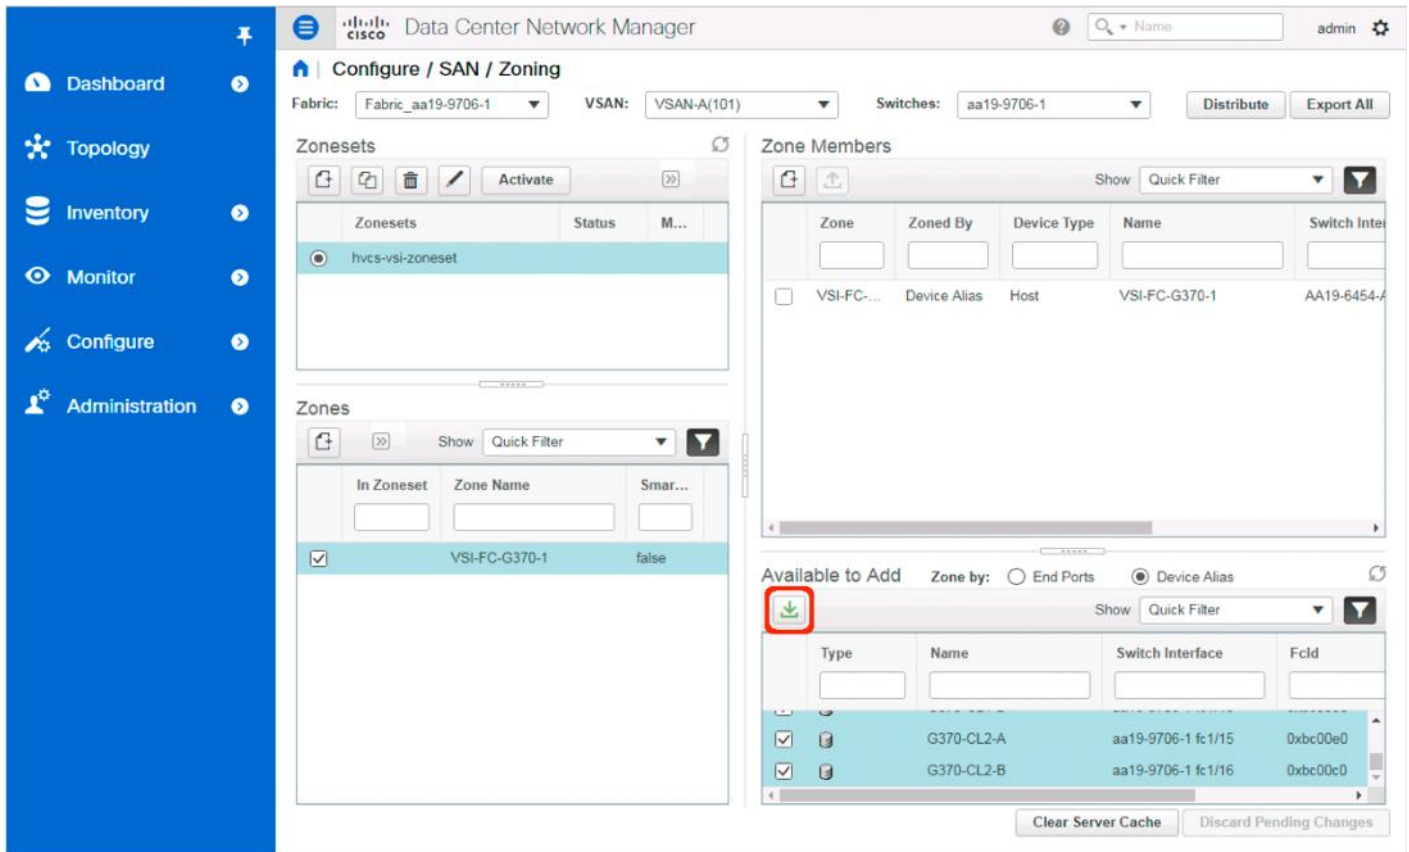 cisco Data Center Network Manager
Name
admin
Dashboard
Topology
Inventory
Monitor
Configure
Administration
Configure / SAN / Zoning
Fabric: Fabric_aa19-9706-1 VSAN: VSAN-A(101) Switches: aa19-9706-1 Distribute Export All
Zonesets
Activate
Zonesets Status M...
hvcs-vsi-zoneset
Zones
Show Quick Filter
In Zoneset Zone Name Smar...
VSI-FC-G370-1 false
Zone Members
Show Quick Filter
Zone Zoned By Device Type Name Switch Inter
VSI-FC-... Device Alias Host VSI-FC-G370-1 AA19-6454-A
Available to Add Zone by: End Ports Device Alias
Show Quick Filter
Type Name Switch Interface FcId
G370-CL2-A aa19-9706-1 fc1/15 0xbc00e0
G370-CL2-B aa19-9706-1 fc1/16 0xbc00c0
Clear Server Cache Discard Pending Changes